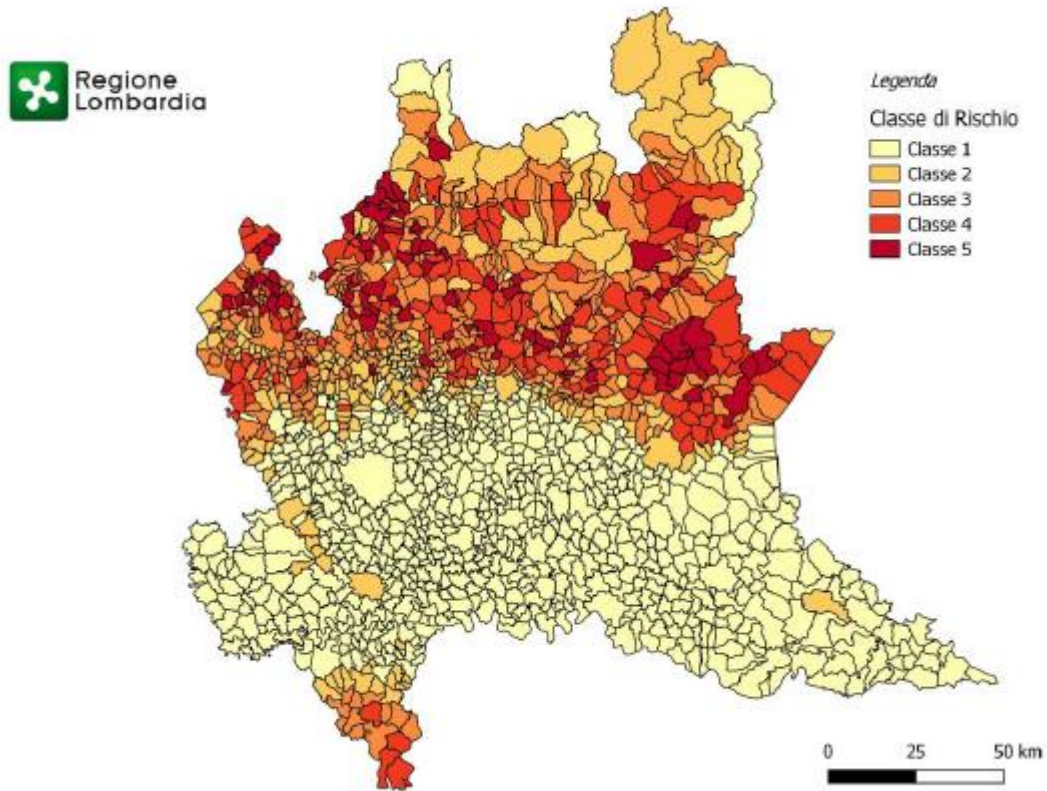 Regione
Lombardia
Legenda
Classe di Rischio
Classe 1
Classe 2
Classe 3
Classe 4
Classe 5
0 25 50 km